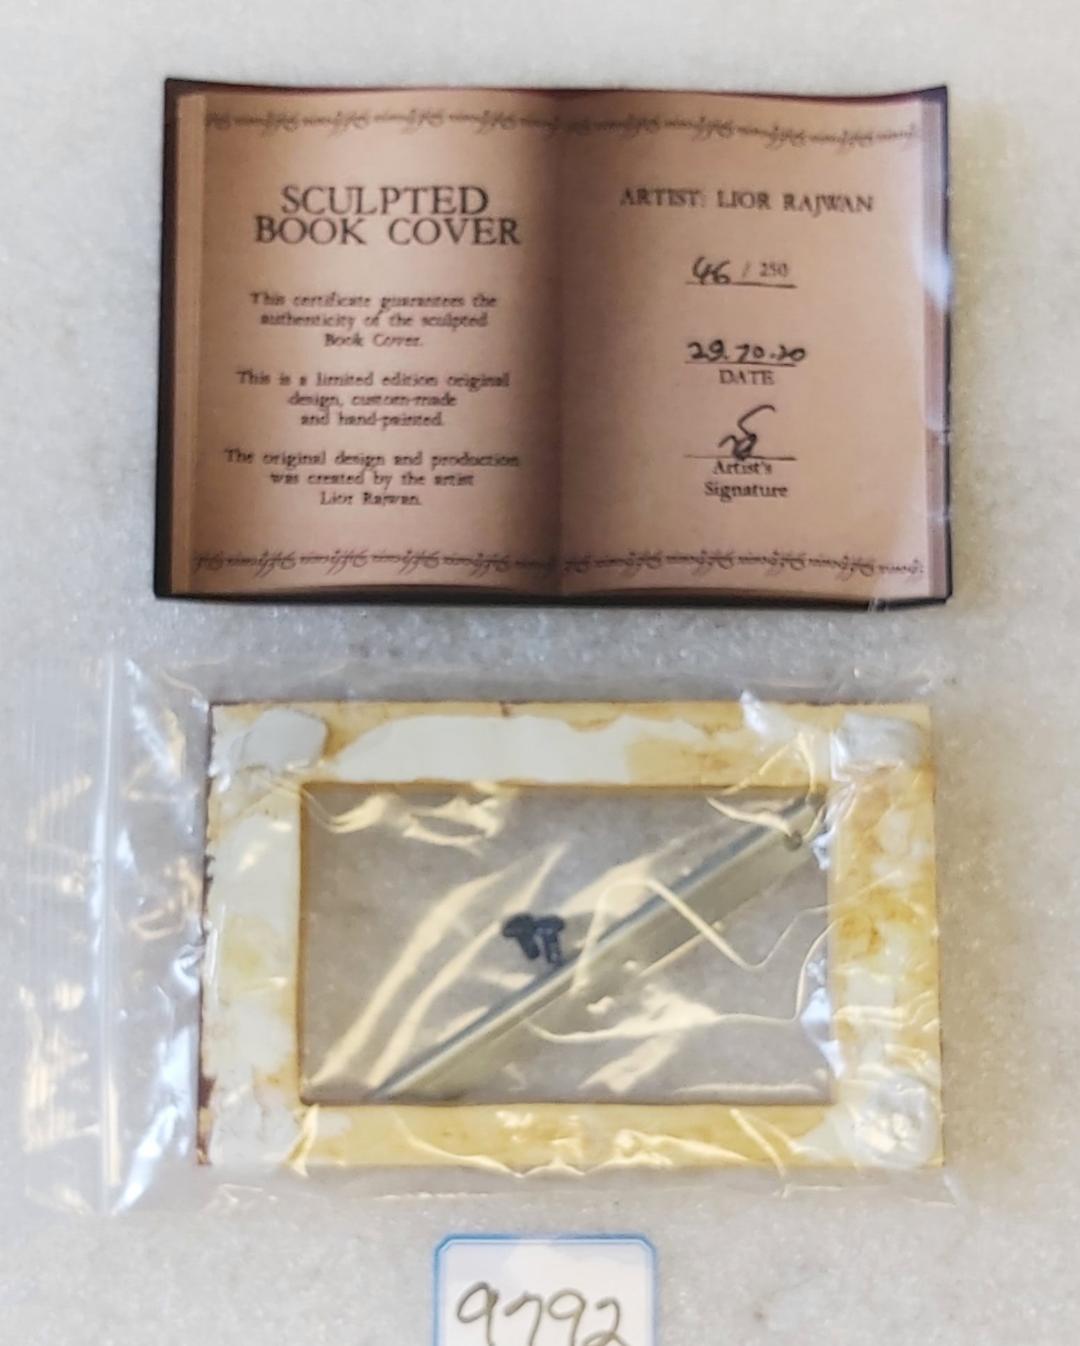 SCULPTED
BOOK COVER
This certificate guarantees the
authenticity of the sculpted
Book Cover.
This is a limited edition original
design, custom-made
and hand-painted.
The original design and production
was created by the artist
Lior Rajwan.
ARTIST: LIOR RAJWAN
46 / 250
29.10.20
DATE
Artist's
Signature
9792